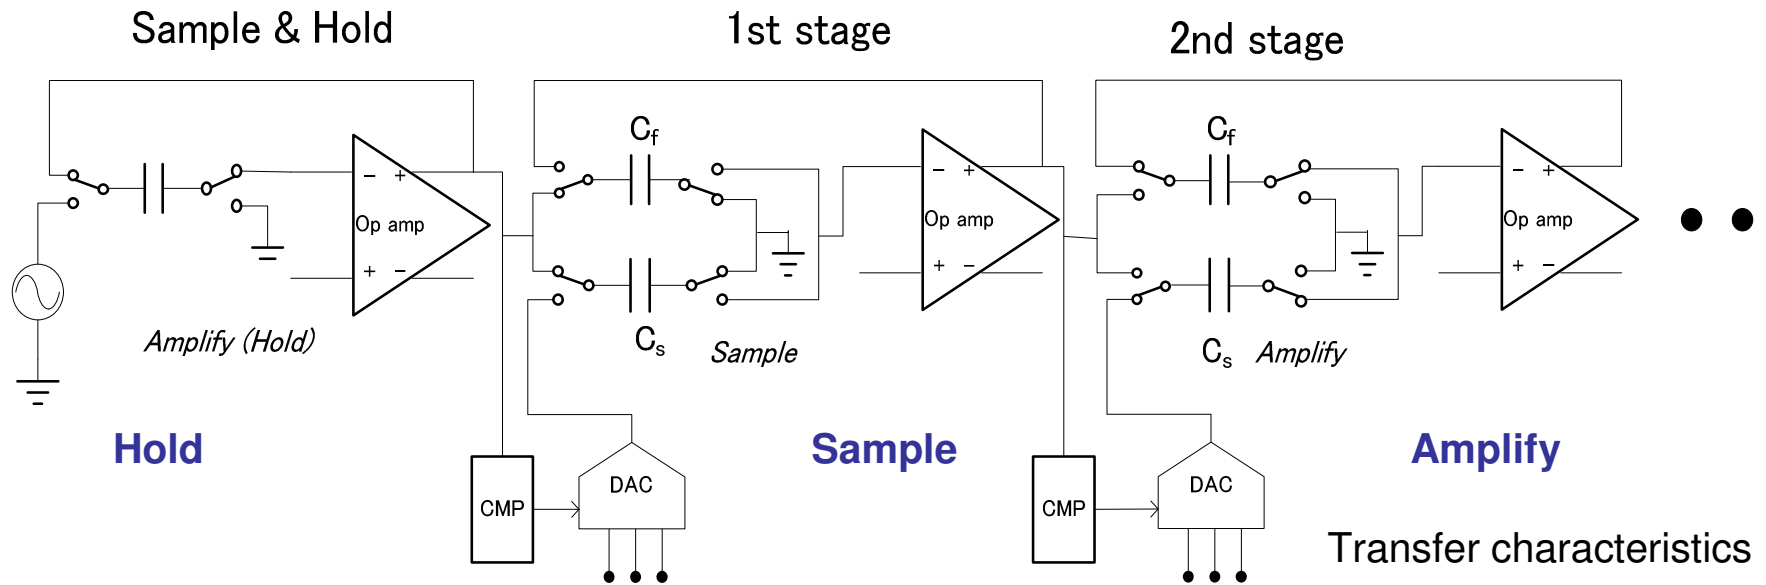 Sample & Hold
1st stage
2nd stage
Cf
Cf
− +
Op amp
+ −
− +
Op amp
+ −
− +
Op amp
+ −
Amplify (Hold)
Cs
Sample
Cs
Amplify
Hold
Sample
Amplify
CMP
DAC
CMP
DAC
Transfer characteristics